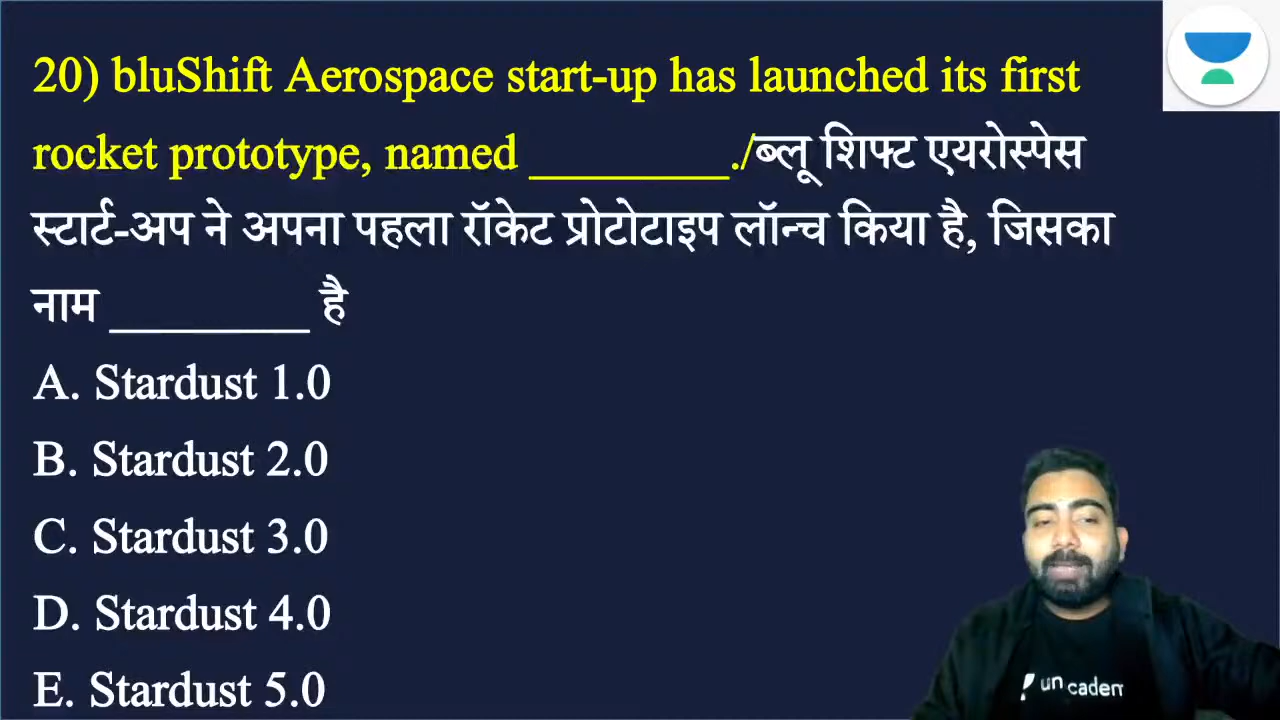 20) bluShift Aerospace start-up has launched its first
rocket prototype, named _________./ब्लू शिफ्ट एयरोस्पेस
स्टार्ट-अप ने अपना पहला रॉकेट प्रोटोटाइप लॉन्च किया है, जिसका
नाम _________ है
A. Stardust 1.0
B. Stardust 2.0
C. Stardust 3.0
D. Stardust 4.0
E. Stardust 5.0